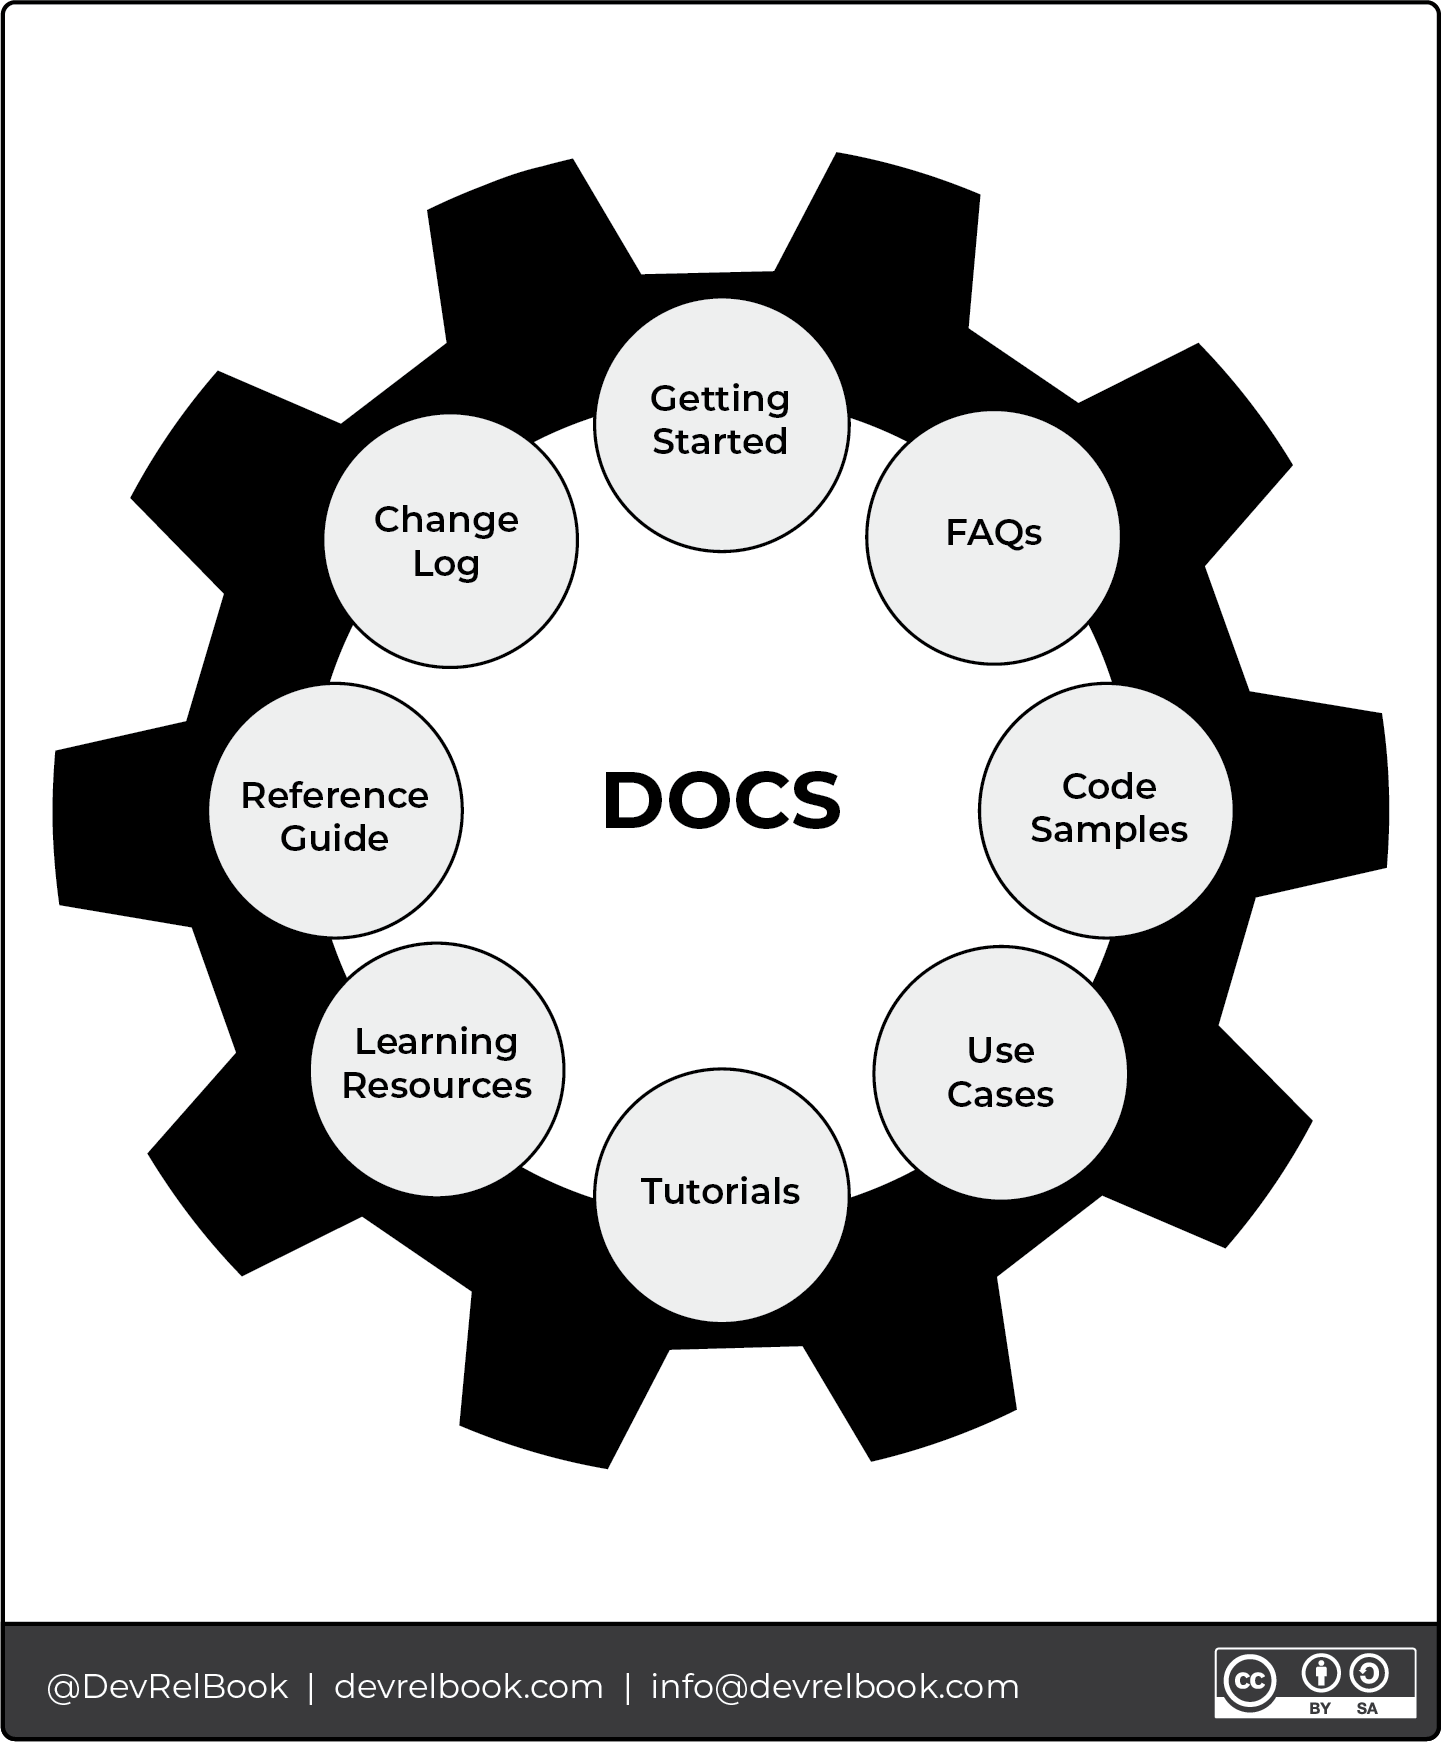 Getting
Started
Change
Log
FAQs
DOCS
Reference
Guide
Code
Samples
Learning
Resources
Use
Cases
Tutorials
@DevRelBook | devrelbook.com | info@devrelbook.com
cc
BY SA